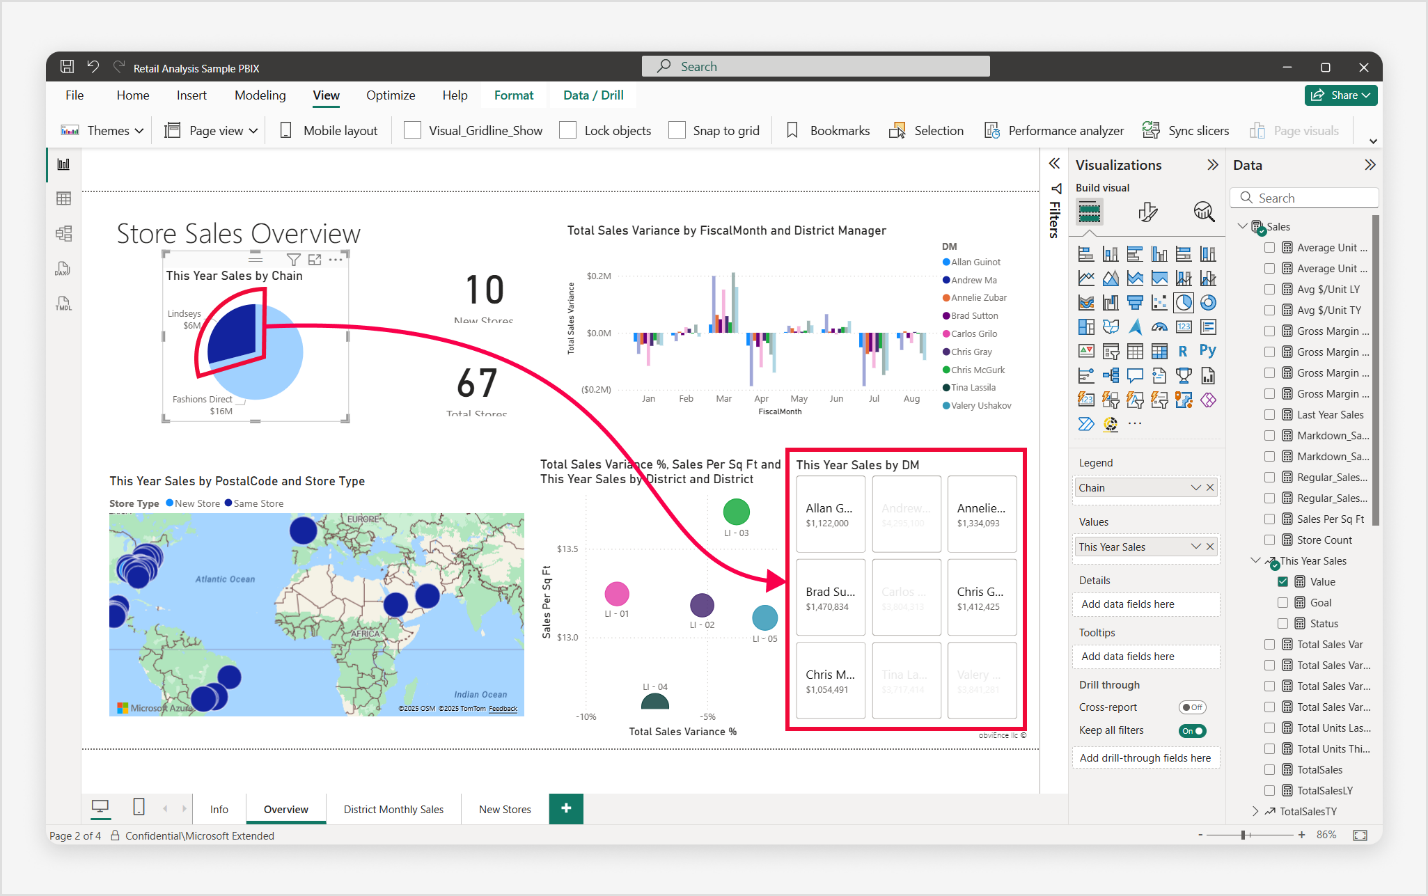 Retail Analysis Sample PBIX
Search
File
Home
Insert
Modeling
View
Optimize
Help
Format
Data / Drill
Share
Themes
Page view
Mobile layout
Visual_Gridline_Show
Lock objects
Snap to grid
Bookmarks
Selection
Performance analyzer
Sync slicers
Page visuals
DAX
TMDL
Store Sales Overview
This Year Sales by Chain
Lindseys
$6M
Fashions Direct
$16M
10
New Stores
67
Total Stores
Total Sales Variance by FiscalMonth and District Manager
Total Sales Variance
$0.2M
$0.0M
($0.2M)
Jan
Feb
Mar
Apr
May
Jun
Jul
Aug
FiscalMonth
DM
Allan Guinot
Andrew Ma
Annelie Zubar
Brad Sutton
Carlos Grilo
Chris Gray
Chris McGurk
Tina Lassila
Valery Ushakov
This Year Sales by PostalCode and Store Type
Store Type
New Store
Same Store
EUROPE
Atlantic Ocean
AFRICA
Indian Ocean
Microsoft Azure
©2025 OSM ©2025 TomTom Feedback
Total Sales Variance %, Sales Per Sq Ft and
This Year Sales by District and District
Sales Per Sq Ft
$13.5
$13.0
LI - 03
LI - 01
LI - 02
LI - 05
LI - 04
-10%
-5%
Total Sales Variance %
This Year Sales by DM
Allan G...
$1,122,000
Andrew...
Annelie...
$1,334,093
Brad Su...
$1,470,834
Carlos ...
Chris G...
$1,412,425
Chris M...
$1,054,491
Tina La...
Valery ...
obviEnce llc ©
Filters
Visualizations
Build visual
123
R
Py
123
Legend
Chain
Values
This Year Sales
Details
Add data fields here
Tooltips
Add data fields here
Drill through
Cross-report
Off
Keep all filters
On
Add drill-through fields here
Data
Search
Sales
Average Unit ...
Average Unit ...
Avg $/Unit LY
Avg $/Unit TY
Gross Margin ...
Gross Margin ...
Gross Margin ...
Gross Margin ...
Last Year Sales
Markdown_Sa...
Markdown_Sa...
Regular_Sales...
Regular_Sales...
Sales Per Sq Ft
Store Count
This Year Sales
Value
Goal
Status
Total Sales Var
Total Sales Var...
Total Sales Var...
Total Sales Var...
Total Units Las...
Total Units Thi...
TotalSales
TotalSalesLY
TotalSalesTY
Info
Overview
District Monthly Sales
New Stores
Page 2 of 4
Confidential\Microsoft Extended
86%